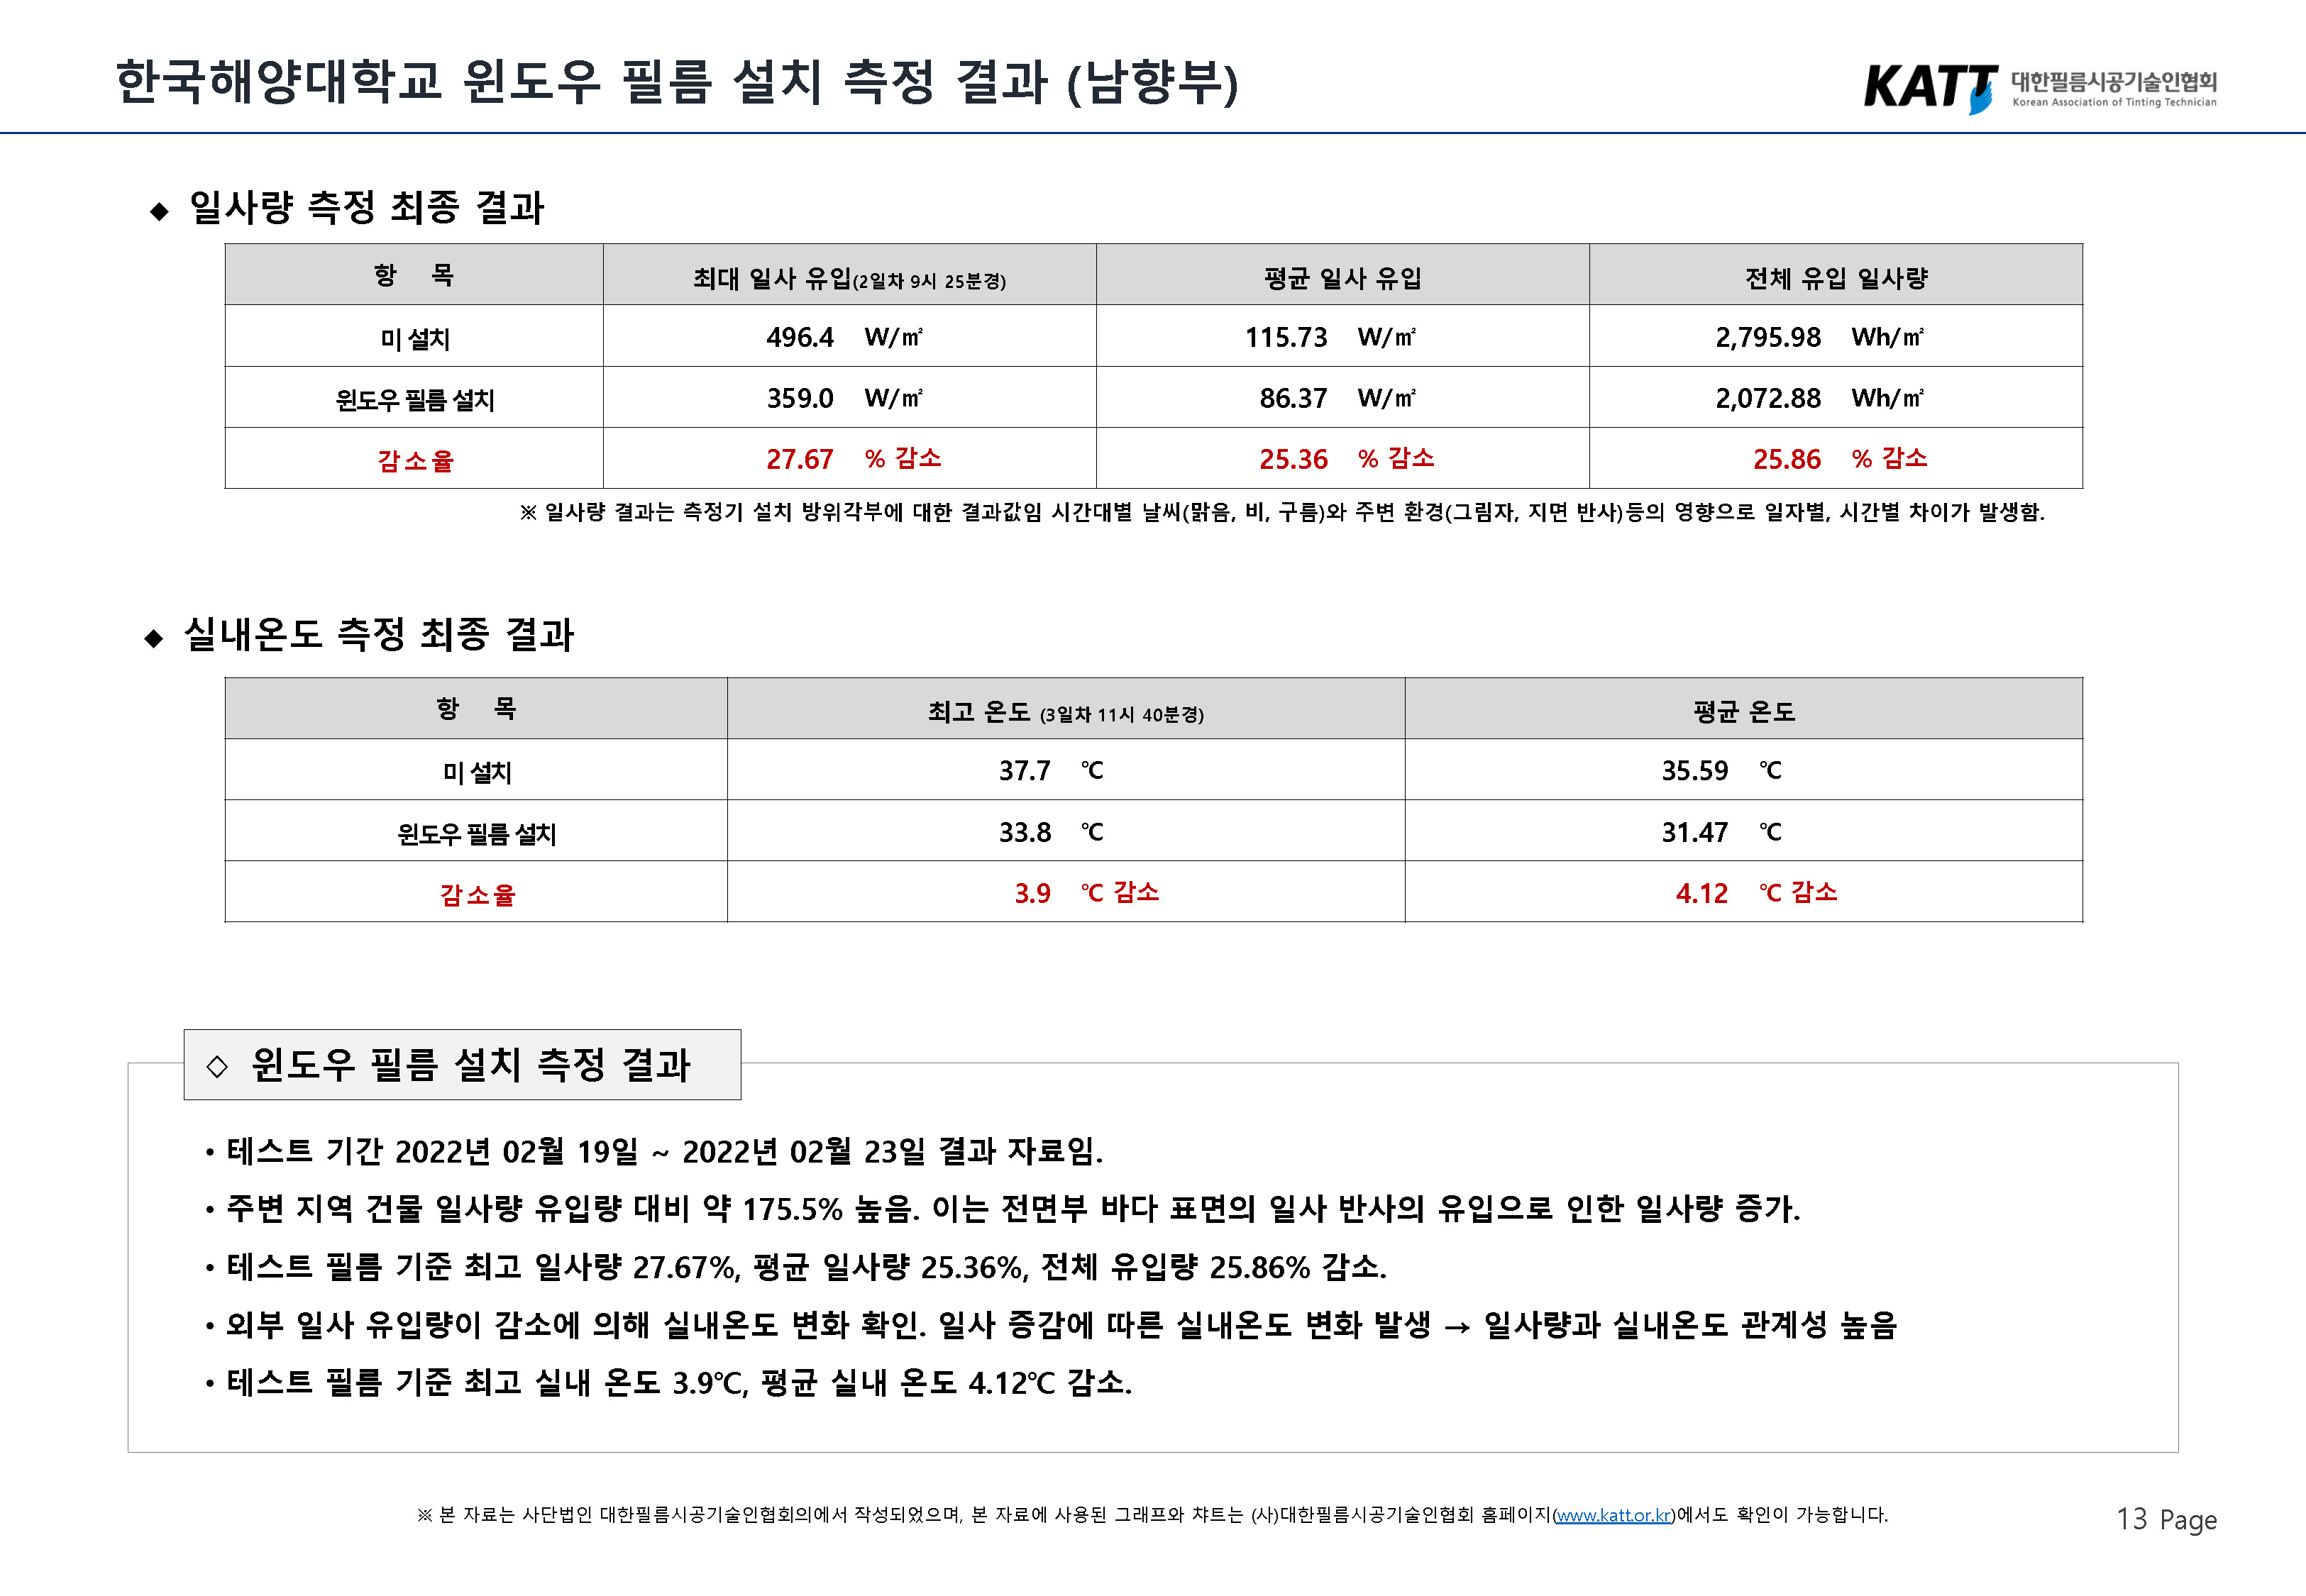 한국해양대학교 윈도우 필름 설치 측정 결과 (남향부)
KATT 대한필름시공기술인협회
Korean Association of Tinting Technician
◆ 일사량 측정 최종 결과
항 목 최대 일사 유입(2일차 9시 25분경) 평균 일사 유입 전체 유입 일사량
미 설치 496.4 W/㎡ 115.73 W/㎡ 2,795.98 Wh/㎡
윈도우 필름 설치 359.0 W/㎡ 86.37 W/㎡ 2,072.88 Wh/㎡
감 소 율 27.67 % 감소 25.36 % 감소 25.86 % 감소
※ 일사량 결과는 측정기 설치 방위각부에 대한 결과값임 시간대별 날씨(맑음, 비, 구름)와 주변 환경(그림자, 지면 반사)등의 영향으로 일자별, 시간별 차이가 발생함.
◆ 실내온도 측정 최종 결과
항 목 최고 온도 (3일차 11시 40분경) 평균 온도
미 설치 37.7 ℃ 35.59 ℃
윈도우 필름 설치 33.8 ℃ 31.47 ℃
감 소 율 3.9 ℃ 감소 4.12 ℃ 감소
◇ 윈도우 필름 설치 측정 결과
• 테스트 기간 2022년 02월 19일 ~ 2022년 02월 23일 결과 자료임.
• 주변 지역 건물 일사량 유입량 대비 약 175.5% 높음. 이는 전면부 바다 표면의 일사 반사의 유입으로 인한 일사량 증가.
• 테스트 필름 기준 최고 일사량 27.67%, 평균 일사량 25.36%, 전체 유입량 25.86% 감소.
• 외부 일사 유입량이 감소에 의해 실내온도 변화 확인. 일사 증감에 따른 실내온도 변화 발생 → 일사량과 실내온도 관계성 높음
• 테스트 필름 기준 최고 실내 온도 3.9℃, 평균 실내 온도 4.12℃ 감소.
※ 본 자료는 사단법인 대한필름시공기술인협회의에서 작성되었으며, 본 자료에 사용된 그래프와 챠트는 (사)대한필름시공기술인협회 홈페이지(www.katt.or.kr)에서도 확인이 가능합니다.
13 Page